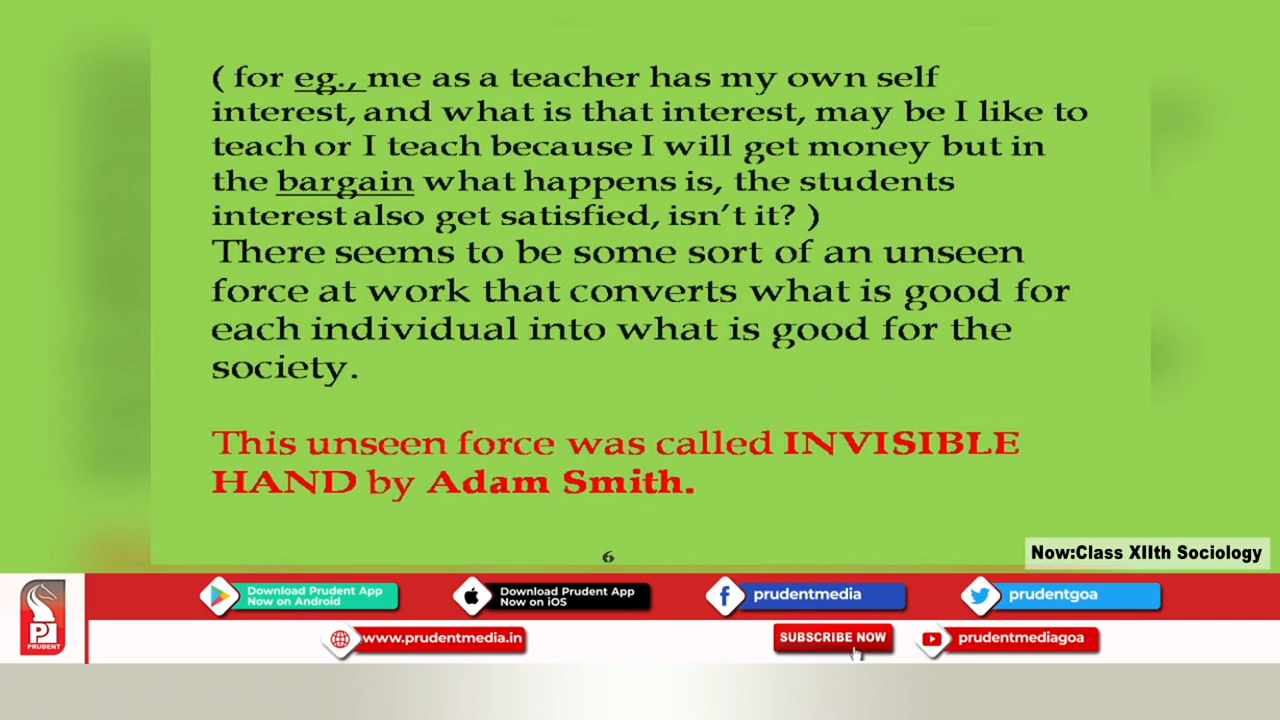 ( for eg., me as a teacher has my own self
interest, and what is that interest, may be I like to
teach or I teach because I will get money but in
the bargain what happens is, the students
interest also get satisfied, isn't it? )
There seems to be some sort of an unseen
force at work that converts what is good for
each individual into what is good for the
society.
This unseen force was called INVISIBLE
HAND by Adam Smith.
6
Now:Class XIIth Sociology
Download Prudent App
Now on Android
Download Prudent App
Now on iOS
prudentmedia
prudentgoa
PRUDENT
www.prudentmedia.in
SUBSCRIBE NOW
prudentmediagoa